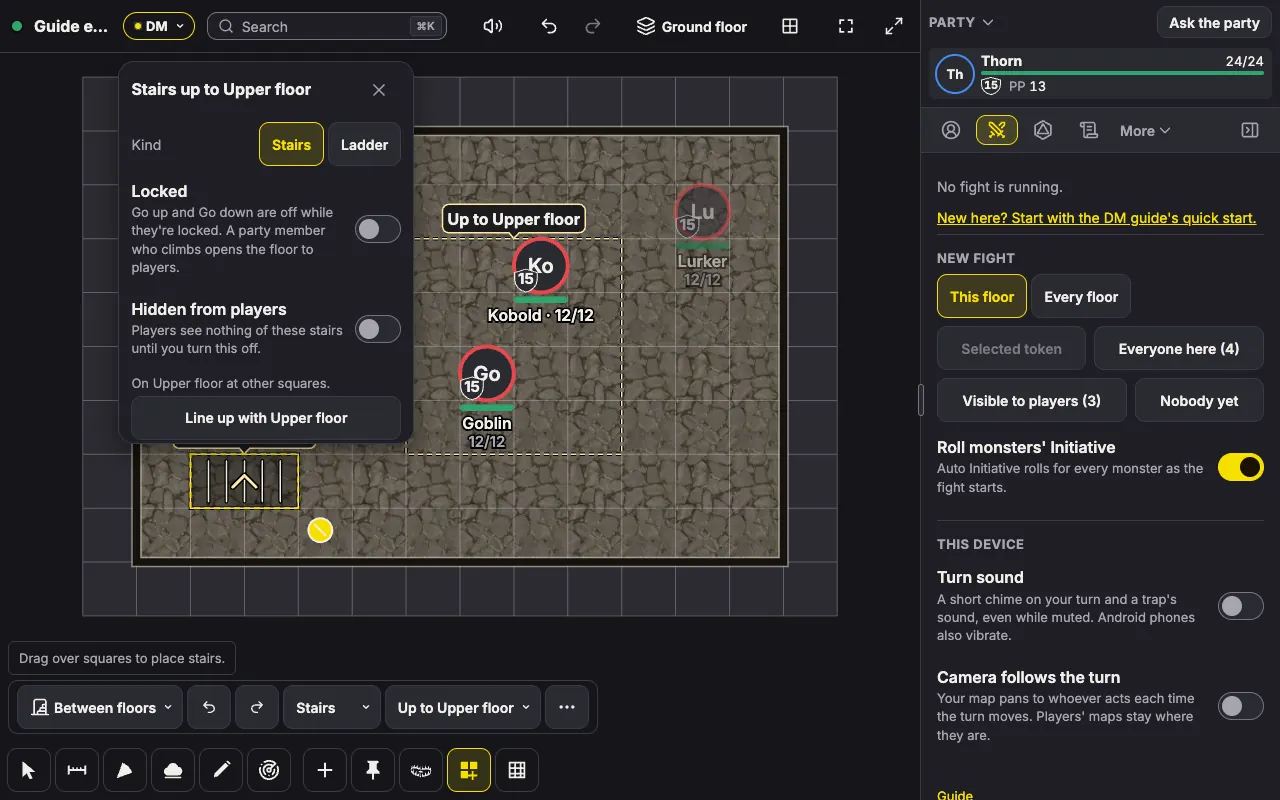 Guide e...
DM
Search
⌘K
Ground floor
PARTY
Ask the party
Th
Thorn
24/24
15
PP 13
More
Stairs up to Upper floor
Kind
Stairs
Ladder
Locked
Go up and Go down are off while
they're locked. A party member
who climbs opens the floor to
players.
Hidden from players
Players see nothing of these stairs
until you turn this off.
On Upper floor at other squares.
Line up with Upper floor
Up to Upper floor
Ko
15
Kobold · 12/12
Lu
15
Lurker
12/12
Go
15
Goblin
12/12
No fight is running.
New here? Start with the DM guide's quick start.
NEW FIGHT
This floor
Every floor
Selected token
Everyone here (4)
Visible to players (3)
Nobody yet
Roll monsters' Initiative
Auto Initiative rolls for every monster as the
fight starts.
THIS DEVICE
Turn sound
A short chime on your turn and a trap's
sound, even while muted. Android phones
also vibrate.
Camera follows the turn
Your map pans to whoever acts each time
the turn moves. Players' maps stay where
they are.
Guide
Drag over squares to place stairs.
Between floors
Stairs
Up to Upper floor